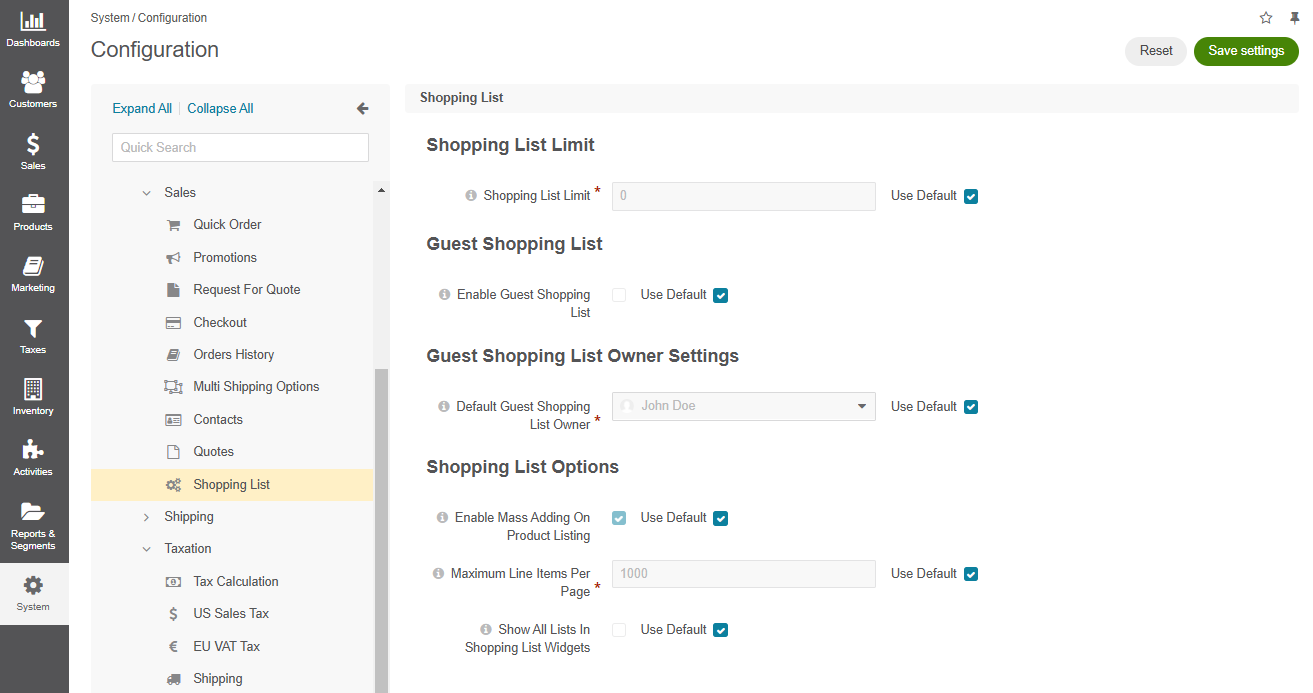 Dashboards
Customers
Sales
Products
Marketing
Taxes
Inventory
Activities
Reports &
Segments
System
System / Configuration
Configuration
Reset
Save settings
Expand All
Collapse All
Quick Search
Sales
Quick Order
Promotions
Request For Quote
Checkout
Orders History
Multi Shipping Options
Contacts
Quotes
Shopping List
Shipping
Taxation
Tax Calculation
US Sales Tax
EU VAT Tax
Shipping
Shopping List
Shopping List Limit
Shopping List Limit *
0
Use Default
Guest Shopping List
Enable Guest Shopping
List
Use Default
Guest Shopping List Owner Settings
Default Guest Shopping
List Owner *
John Doe
Use Default
Shopping List Options
Enable Mass Adding On
Product Listing
Use Default
Maximum Line Items Per
Page *
1000
Use Default
Show All Lists In
Shopping List Widgets
Use Default